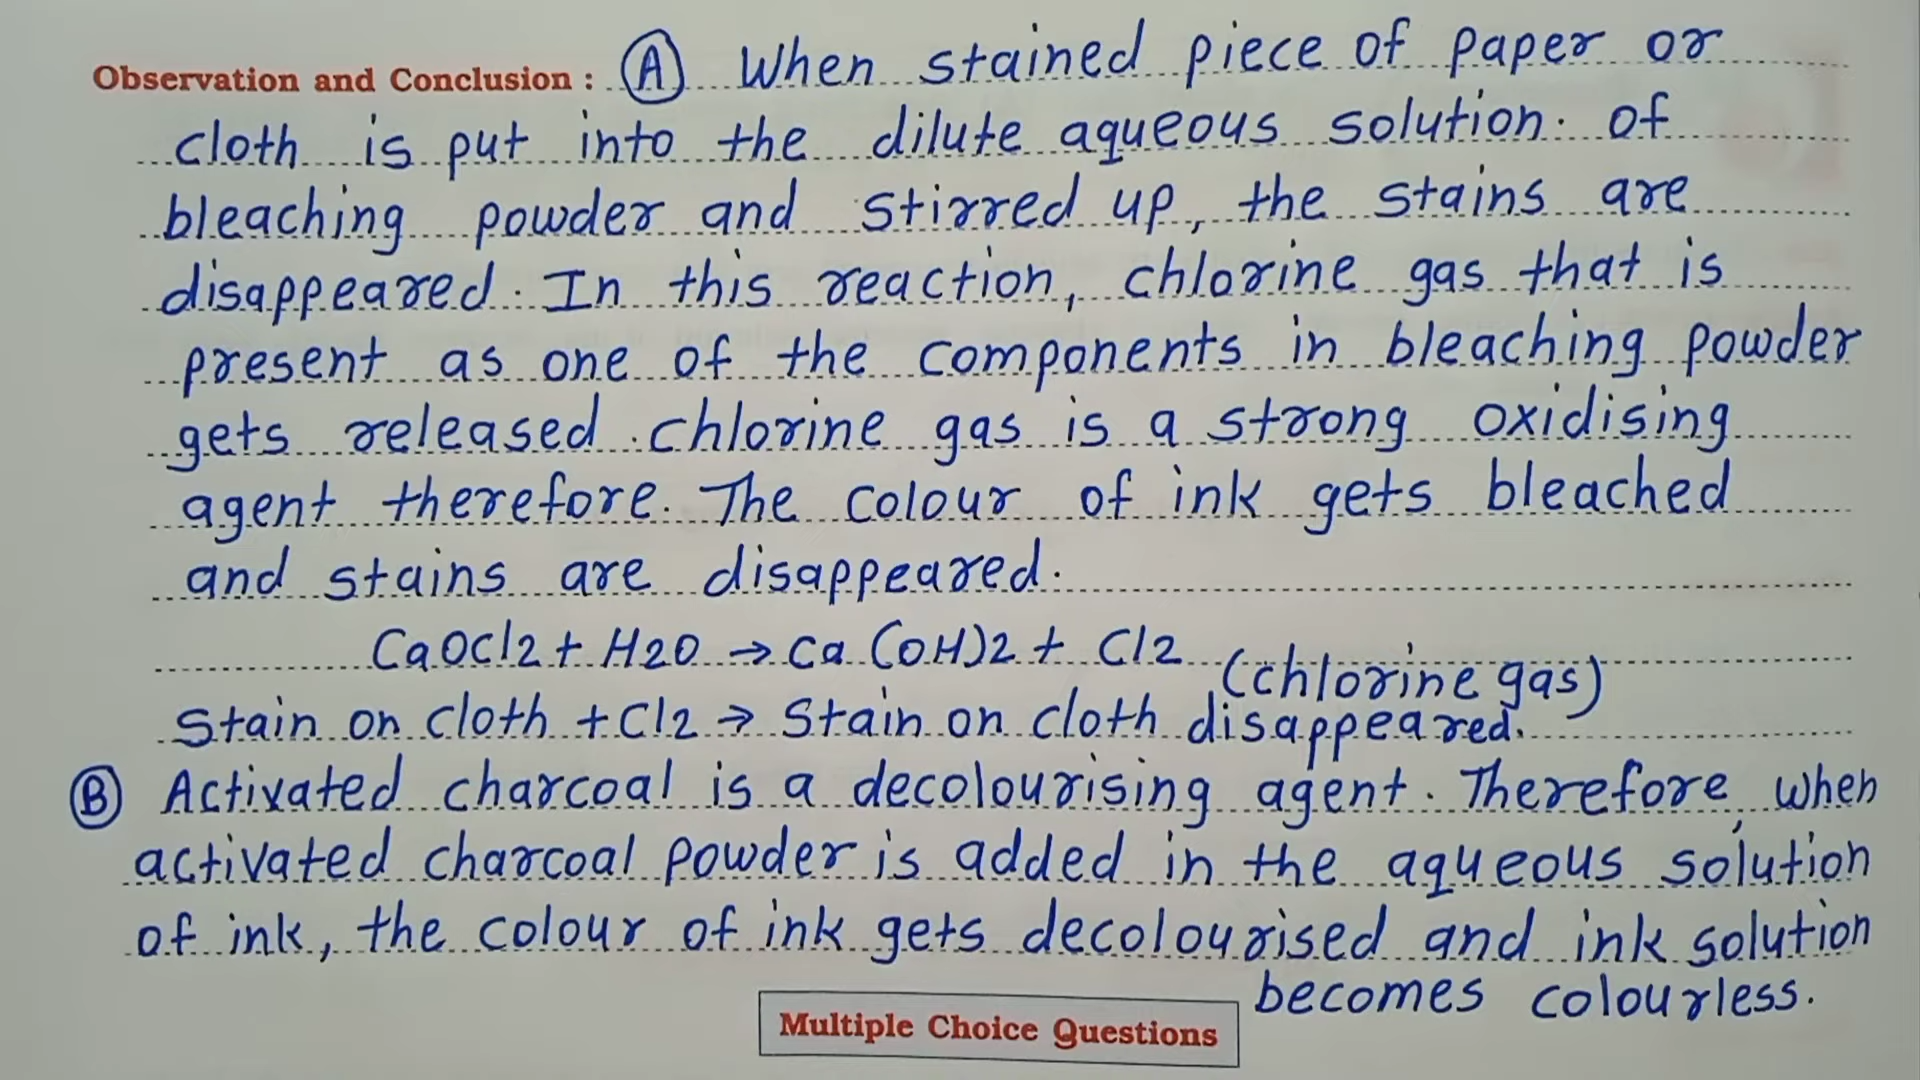 Observation and Conclusion : (A) When stained piece of paper or
cloth is put into the dilute aqueous solution. of
bleaching powder and stirred up, the stains are
disappeared. In this reaction, chlorine gas that is
present as one of the components in bleaching powder
gets released. chlorine gas is a strong oxidising
agent therefore. The colour of ink gets bleached
and stains are disappeared.
CaOCl2 + H2O → Ca (OH)2 + Cl2 (chlorine gas)
Stain on cloth + Cl2 → Stain on cloth disappeared.
(B) Activated charcoal is a decolourising agent. Therefore, when
activated charcoal powder is added in the aqueous solution
of ink, the colour of ink gets decolourised and ink solution
becomes colourless.
Multiple Choice Questions